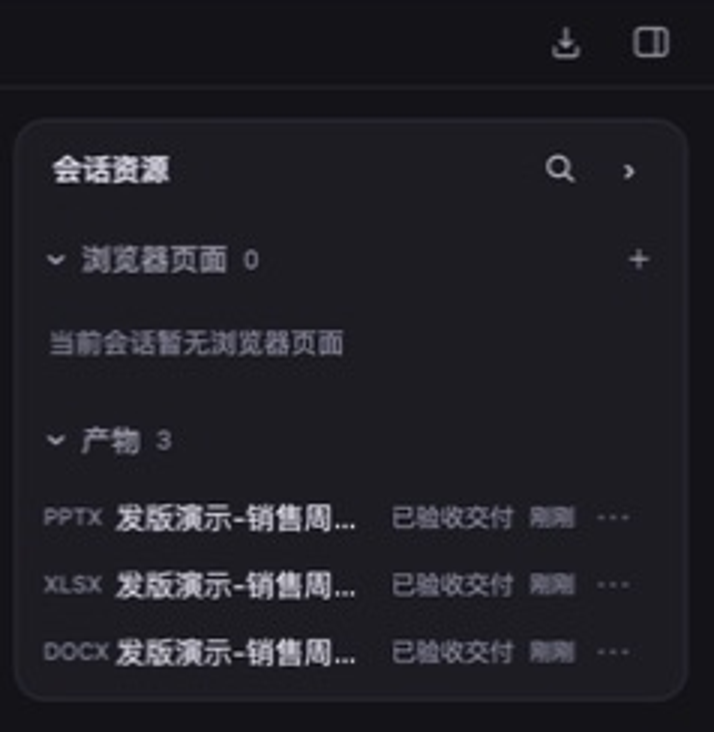 会话资源
浏览器页面 0
当前会话暂无浏览器页面
产物 3
PPTX 发版演示-销售周... 已验收交付 刚刚
XLSX 发版演示-销售周... 已验收交付 刚刚
DOCX 发版演示-销售周... 已验收交付 刚刚